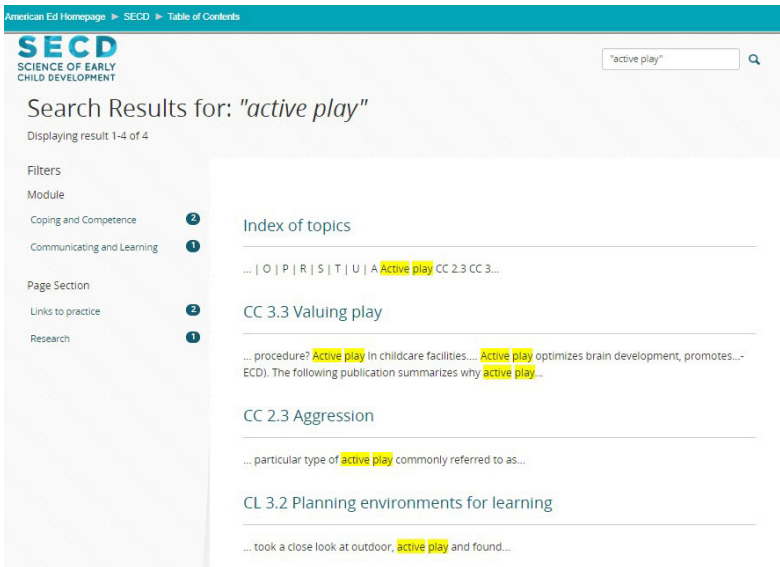 American Ed Homepage ► SECD ► Table of Contents
SECD
SCIENCE OF EARLY
CHILD DEVELOPMENT
"active play"
Search Results for: "active play"
Displaying result 1-4 of 4
Filters
Module
Coping and Competence 2
Communicating and Learning 1
Page Section
Links to practice 2
Research 1
Index of topics
... | O | P | R | S | T | U | A Active play CC 2.3 CC 3...
CC 3.3 Valuing play
... procedure? Active play In childcare facilities.... Active play optimizes brain development, promotes...-
ECD). The following publication summarizes why active play...
CC 2.3 Aggression
... particular type of active play commonly referred to as...
CL 3.2 Planning environments for learning
... took a close look at outdoor, active play and found...